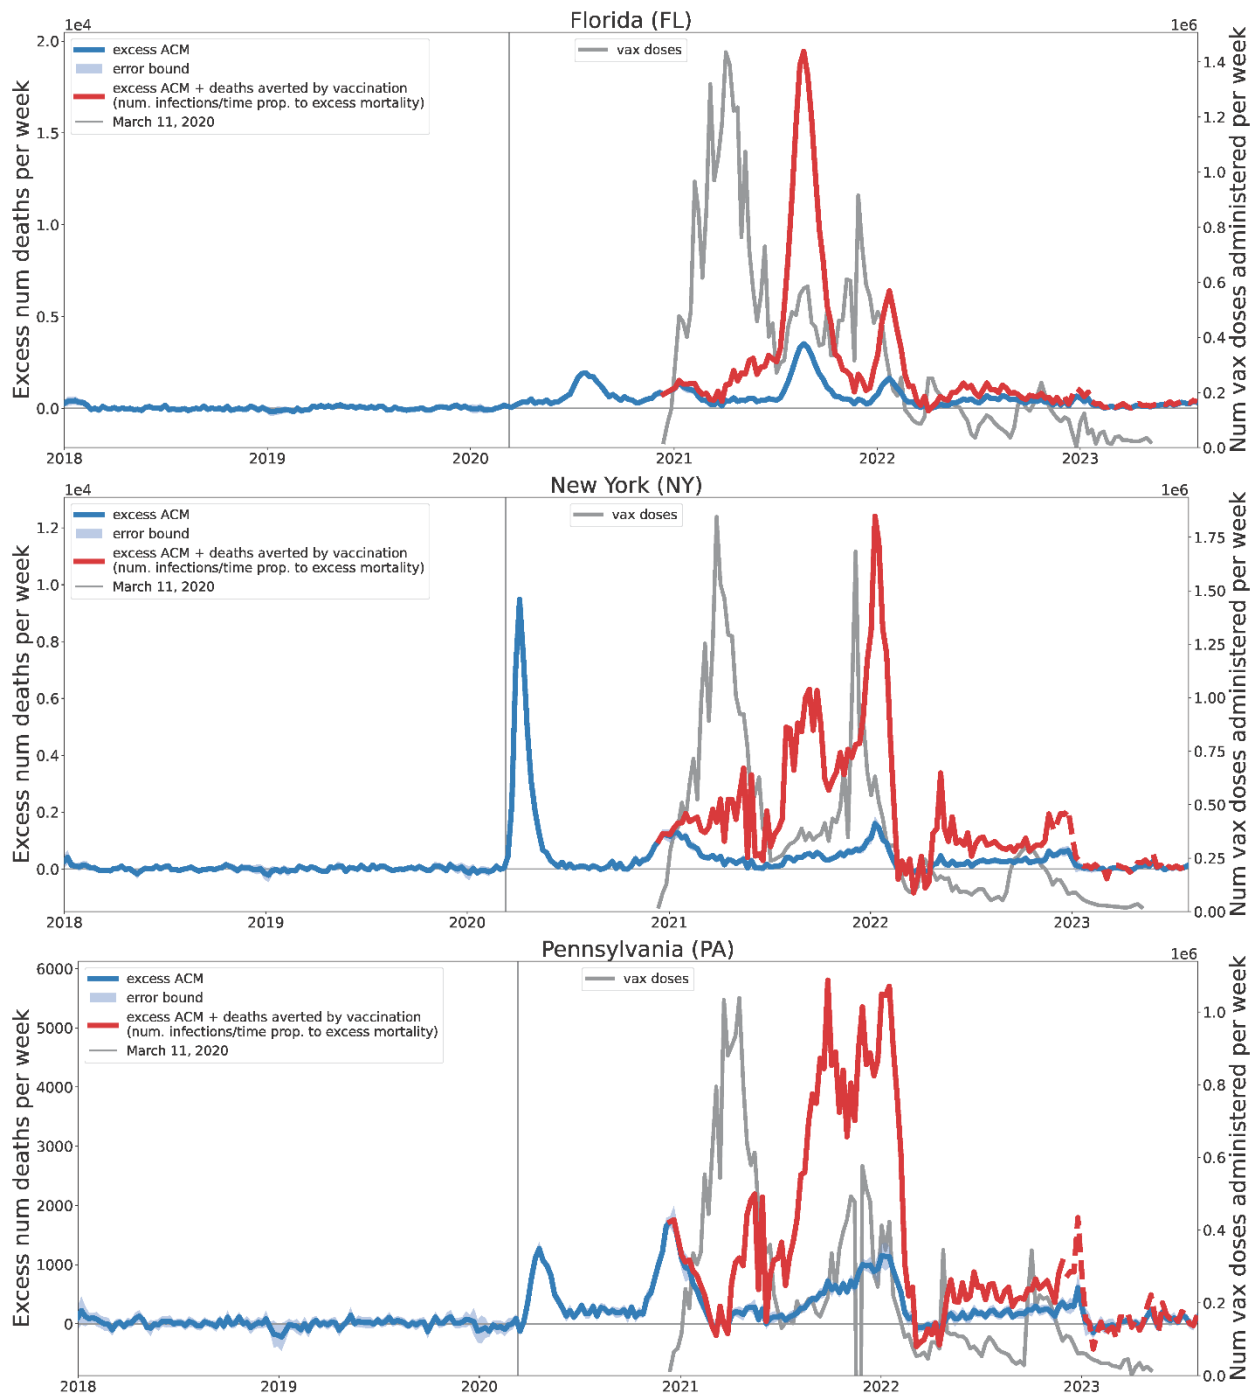 Florida (FL)
1e4
1e6
excess ACM
error bound
excess ACM + deaths averted by vaccination
(num. infections/time prop. to excess mortality)
March 11, 2020
vax doses
Excess num deaths per week
2.0
1.5
1.0
0.5
0.0
Num vax doses administered per week
1.4
1.2
1.0
0.8
0.6
0.4
0.2
0.0
2018
2019
2020
2021
2022
2023
New York (NY)
1e4
1e6
excess ACM
error bound
excess ACM + deaths averted by vaccination
(num. infections/time prop. to excess mortality)
March 11, 2020
vax doses
Excess num deaths per week
1.2
1.0
0.8
0.6
0.4
0.2
0.0
Num vax doses administered per week
1.75
1.50
1.25
1.00
0.75
0.50
0.25
0.00
2018
2019
2020
2021
2022
2023
Pennsylvania (PA)
1e6
excess ACM
error bound
excess ACM + deaths averted by vaccination
(num. infections/time prop. to excess mortality)
March 11, 2020
vax doses
Excess num deaths per week
6000
5000
4000
3000
2000
1000
0
Num vax doses administered per week
1.0
0.8
0.6
0.4
0.2
0.0
2018
2019
2020
2021
2022
2023